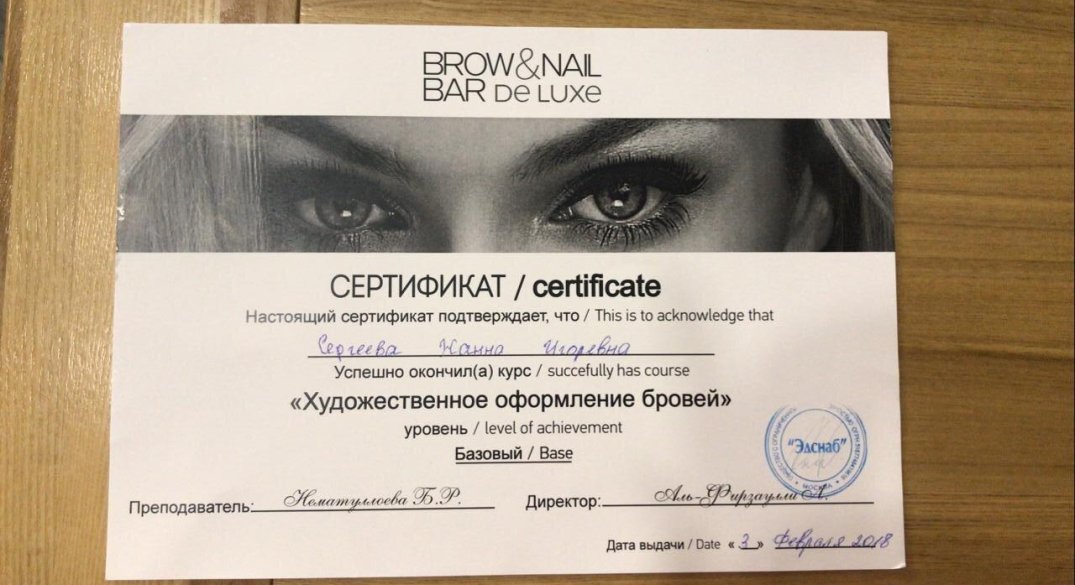 BROW&NAIL
BAR De LUXe
СЕРТИФИКАТ / certificate
Настоящий сертификат подтверждает, что / This is to acknowledge that
Сергеева Жанна Игоревна
Успешно окончил(а) курс / succefully has course
«Художественное оформление бровей»
уровень / level of achievement
Базовый / Base
"Элснаб"
МОСКВА
Преподаватель: Нематуллоева Б.Р.
Директор: Аль-Фирзаулли А.
Дата выдачи / Date «3» Февраля 2018